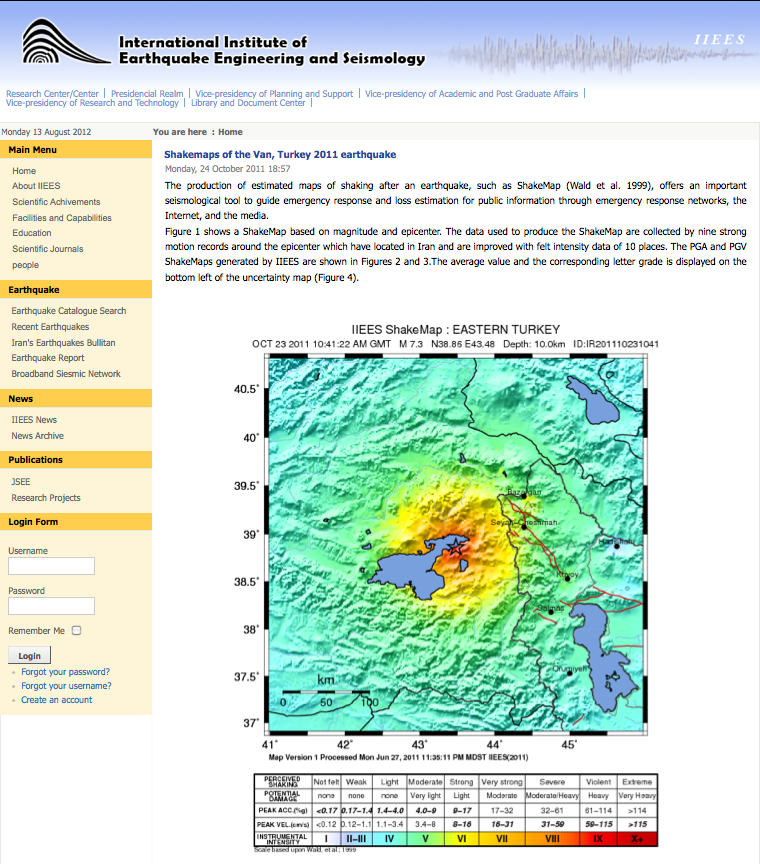 International Institute of
Earthquake Engineering and Seismology
IIEES
Research Center/Center | Presidencial Realm | Vice-presidency of Planning and Support | Vice-presidency of Academic and Post Graduate Affairs |
Vice-presidency of Research and Technology | Library and Document Center |
Monday 13 August 2012
You are here : Home
Main Menu
Home
About IIEES
Scientific Achivements
Facilities and Capabilities
Education
Scientific Journals
people
Earthquake
Earthquake Catalogue Search
Recent Earthquakes
Iran's Earthquakes Bullitan
Earthquake Report
Broadband Siesmic Network
News
IIEES News
News Archive
Publications
JSEE
Research Projects
Login Form
Username
Password
Remember Me
Login
Forgot your password?
Forgot your username?
Create an account
Shakemaps of the Van, Turkey 2011 earthquake
Monday, 24 October 2011 18:57
The production of estimated maps of shaking after an earthquake, such as ShakeMap (Wald et al. 1999), offers an important
seismological tool to guide emergency response and loss estimation for public information through emergency response networks, the
Internet, and the media.
Figure 1 shows a ShakeMap based on magnitude and epicenter. The data used to produce the ShakeMap are collected by nine strong
motion records around the epicenter which have located in Iran and are improved with felt intensity data of 10 places. The PGA and PGV
ShakeMaps generated by IIEES are shown in Figures 2 and 3.The average value and the corresponding letter grade is displayed on the
bottom left of the uncertainty map (Figure 4).
IIEES ShakeMap : EASTERN TURKEY
OCT 23 2011 10:41:22 AM GMT M 7.3 N38.86 E43.48 Depth: 10.0km ID:IR201110231041
40.5˚
40˚
39.5˚
39˚
38.5˚
38˚
37.5˚
37˚
Bazargan
Seyah-Cheshmah
Khoy
Salmas
Orumiyeh
km
0 50 100
41˚ 42˚ 43˚ 44˚ 45˚
Map Version 1 Processed Mon Jun 27, 2011 11:35:11 PM MDST IIEES(2011)
PERCEIVED SHAKING Not felt Weak Light Moderate Strong Very strong Severe Violent Extreme
POTENTIAL DAMAGE none none none Very light Light Moderate Moderate/Heavy Heavy Very Heavy
PEAK ACC.(%g) <0.17 0.17-1.4 1.4-4.0 4.0-9 9-17 17-32 32-61 61-114 >114
PEAK VEL.(cm/s) <0.12 0.12-1.1 1.1-3.4 3.4-8 8-16 16-31 31-59 59-115 >115
INSTRUMENTAL INTENSITY I II-III IV V VI VII VIII IX X+
Scale based upon Wald, et al.; 1999